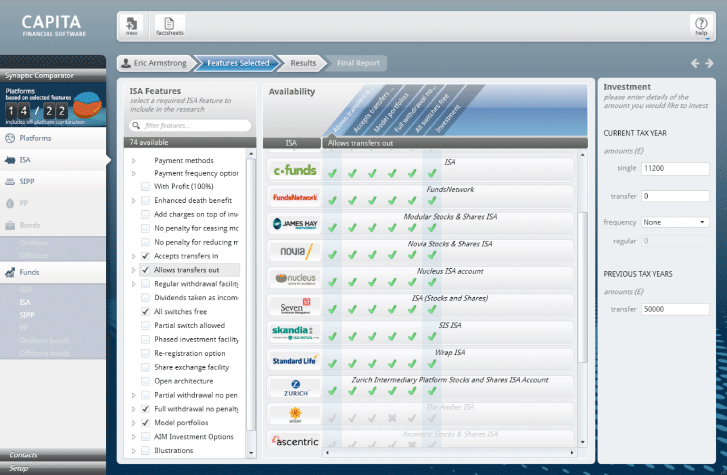 CAPITA
FINANCIAL SOFTWARE
new
factsheets
help
Synaptic Comparator
Eric Armstrong
Features Selected
Results
Final Report
Platforms
based on selected features
14 / 22
includes off-platform combination
Platforms
ISA
SIPP
PP
Bonds
Onshore
Offshore
Funds
GIA
ISA
SIPP
PP
Onshore bonds
Offshore bonds
Contacts
Setup
ISA Features
select a required ISA feature to
include in the research
filter features...
74 available
Payment methods
Payment frequency option
With Profit (100%)
Enhanced death benefit
Add charges on top of inv
No penalty for ceasing mo
No penalty for reducing m
Accepts transfers in
Allows transfers out
Regular withdrawal facility
Dividends taken as income
All switches free
Partial switch allowed
Phased investment facility
Re-registration option
Share exchange facility
Open architecture
Partial withdrawal no pen
Full withdrawal no penalty
Model portfolios
AIM Investment Options
Illustrations
Availability
Allows transfers o...
Accepts transfers ...
Model portfolios
Full withdrawal no...
All switches free
Investment
ISA
Allows transfers out
c·funds
ISA
FundsNetwork
FundsNetwork
JAMES HAY
Modular Stocks & Shares ISA
novia
Novia Stocks & Shares ISA
nucleus
Nucleus ISA account
Seven
ISA (Stocks and Shares)
skandia
SIS ISA
Standard Life
Wrap ISA
ZURICH
Zurich Intermediary Platform Stocks and Shares ISA Account
amber
The Amber ISA
ascentric
Ascentric Stocks & Shares ISA
Investment
please enter details of the
amount you would like to invest
CURRENT TAX YEAR
amounts (£)
single 11200
transfer 0
frequency None
regular 0
PREVIOUS TAX YEARS
amounts (£)
transfer 50000